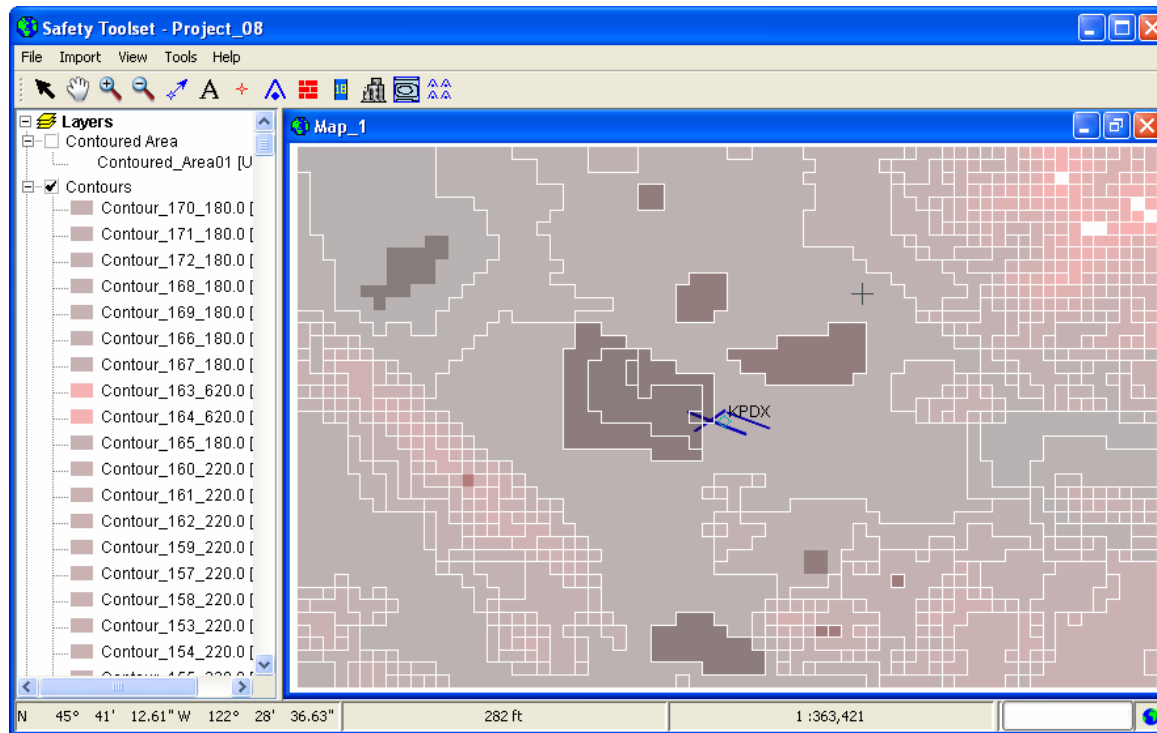 Safety Toolset - Project_08
File Import View Tools Help
A 18
Layers
Contoured Area
Contoured_Area01 [U
Contours
Contour_170_180.0 [
Contour_171_180.0 [
Contour_172_180.0 [
Contour_168_180.0 [
Contour_169_180.0 [
Contour_166_180.0 [
Contour_167_180.0 [
Contour_163_620.0 [
Contour_164_620.0 [
Contour_165_180.0 [
Contour_160_220.0 [
Contour_161_220.0 [
Contour_162_220.0 [
Contour_159_220.0 [
Contour_157_220.0 [
Contour_158_220.0 [
Contour_153_220.0 [
Contour_154_220.0 [
Map_1
KPDX
N 45° 41' 12.61" W 122° 28' 36.63" 282 ft 1 :363,421